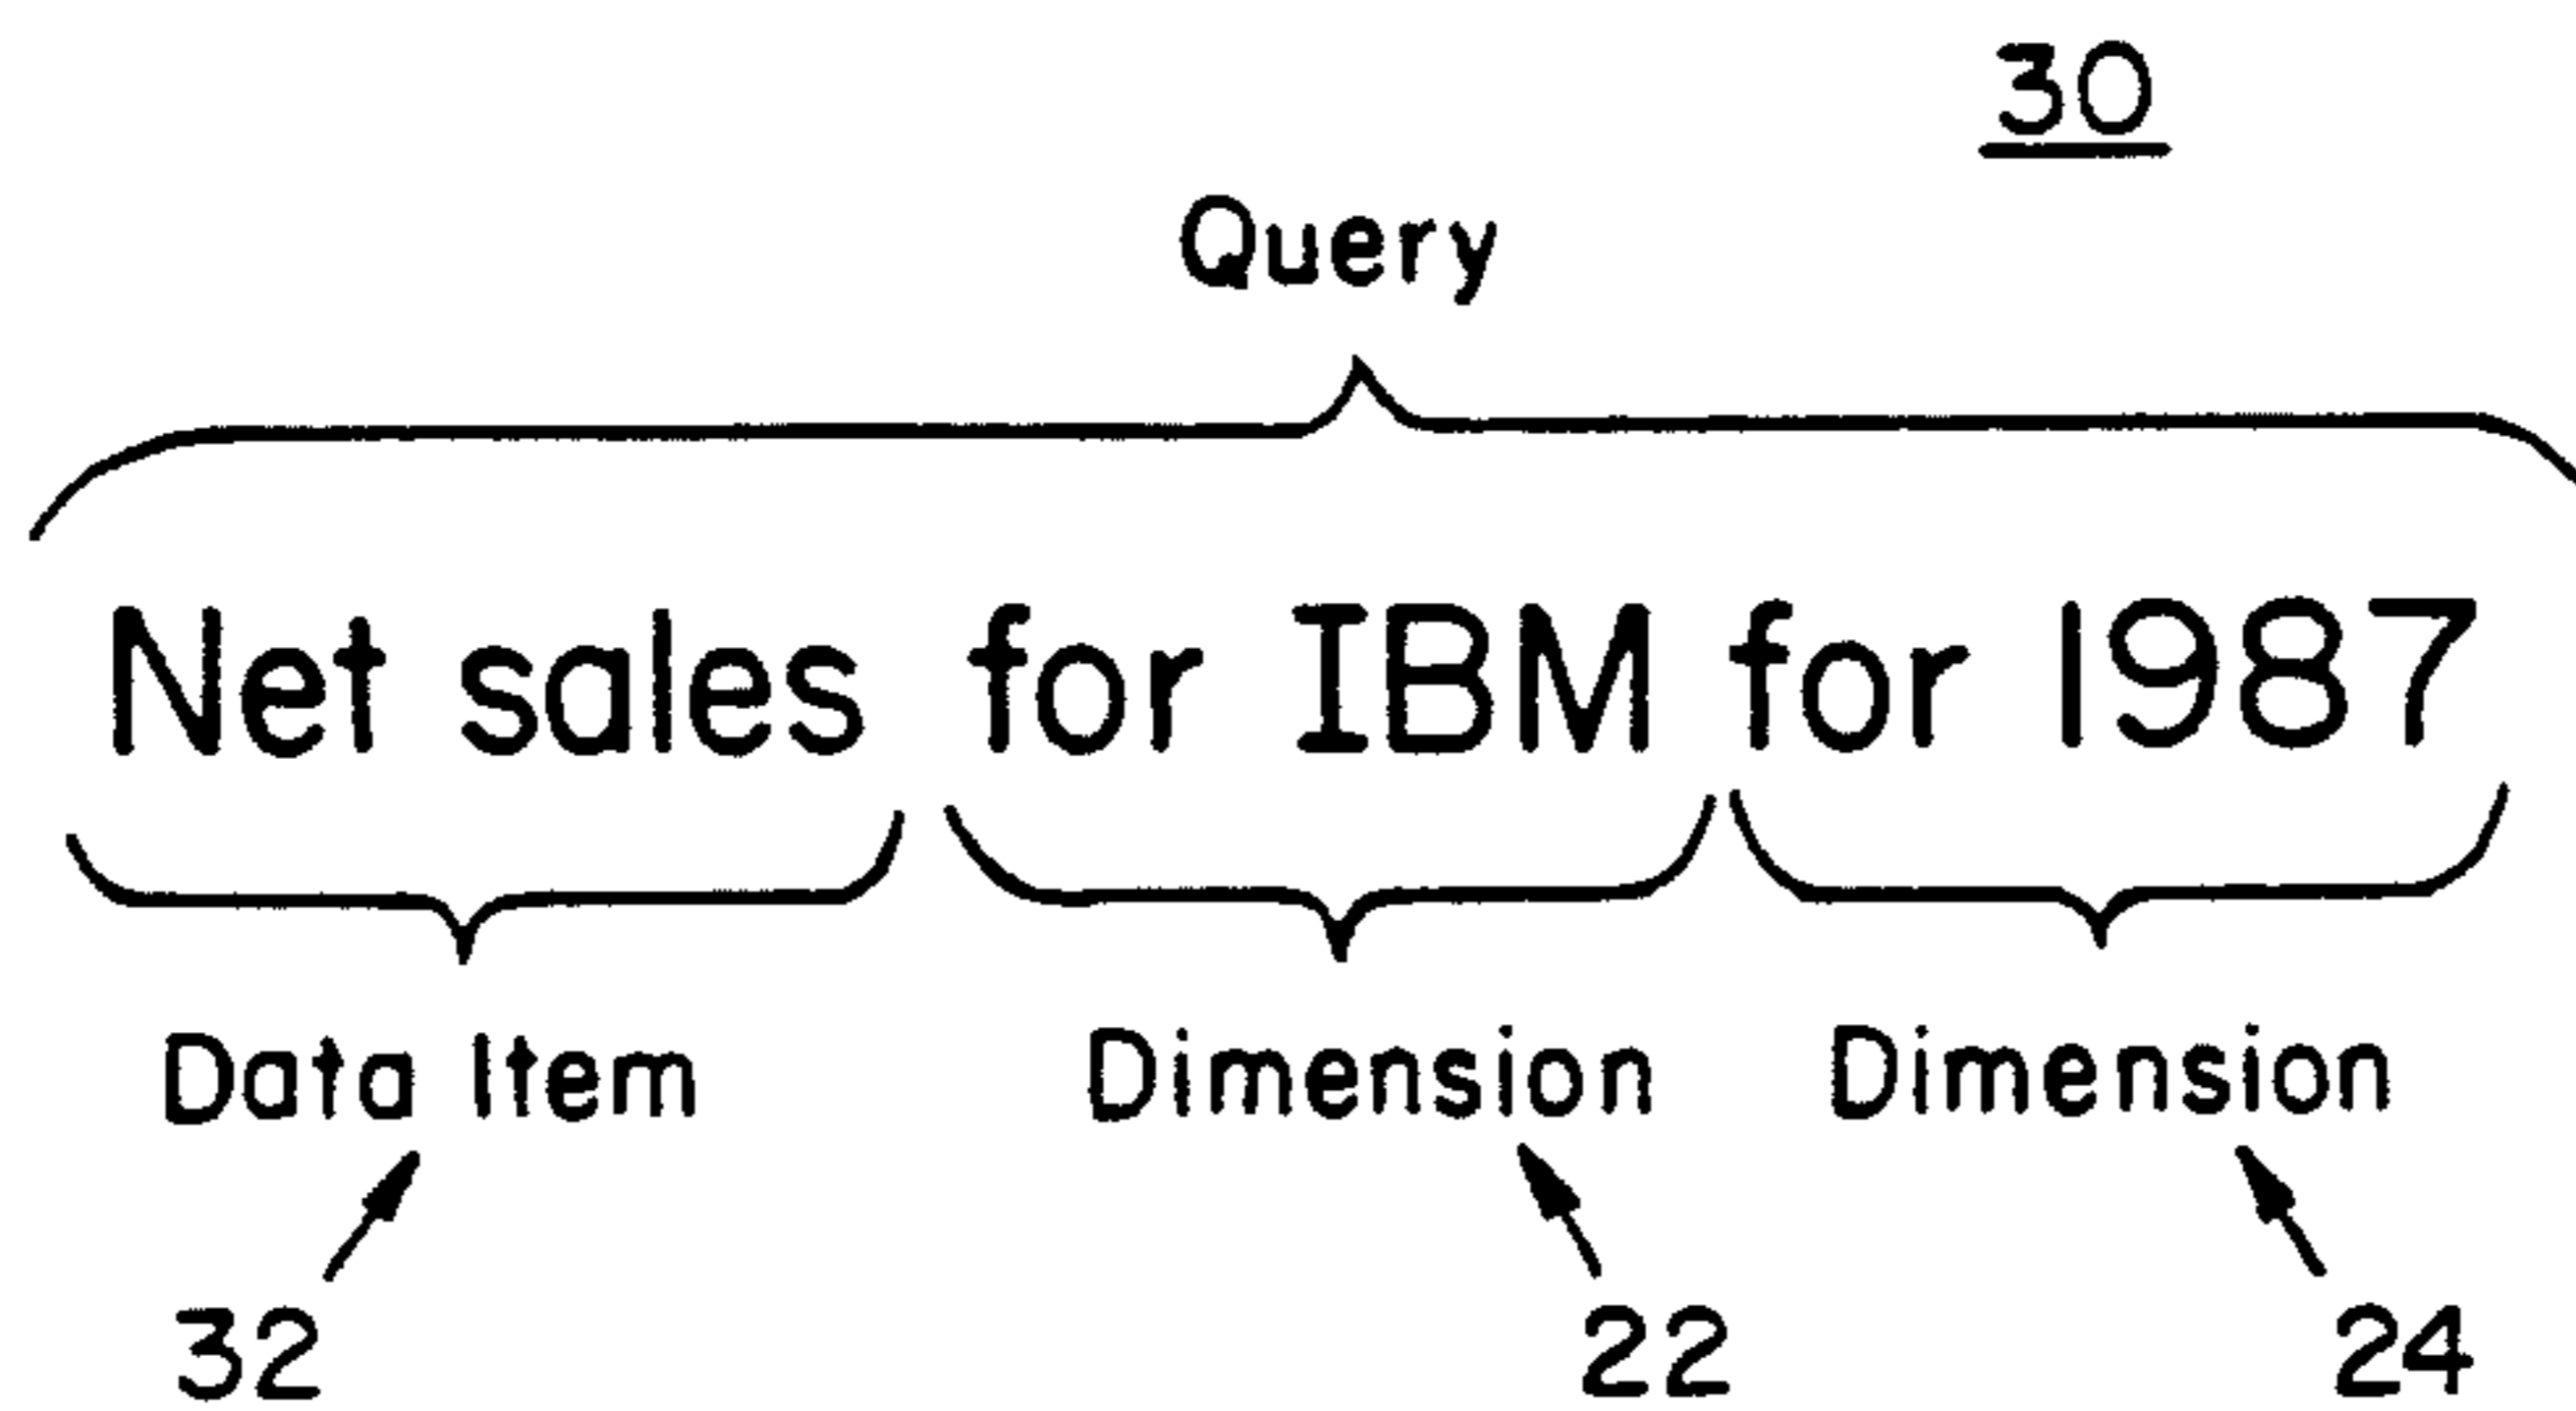 30
Query
Net sales for IBM for 1987
Data Item Dimension Dimension
32 22 24